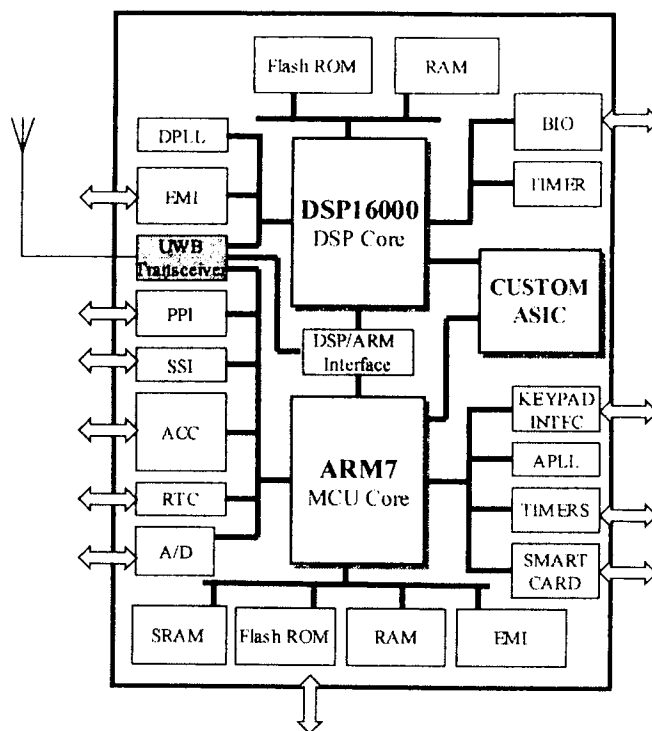 Flash ROM
RAM
DPLL
BIO
EMI
DSP16000
DSP Core
TIMER
UWB
Transceiver
CUSTOM
ASIC
PPI
DSP/ARM
Interface
SSI
KEYPAD
INTFC
ACC
ARM7
MCU Core
APLL
RTC
TIMERS
A/D
SMART
CARD
SRAM
Flash ROM
RAM
EMI